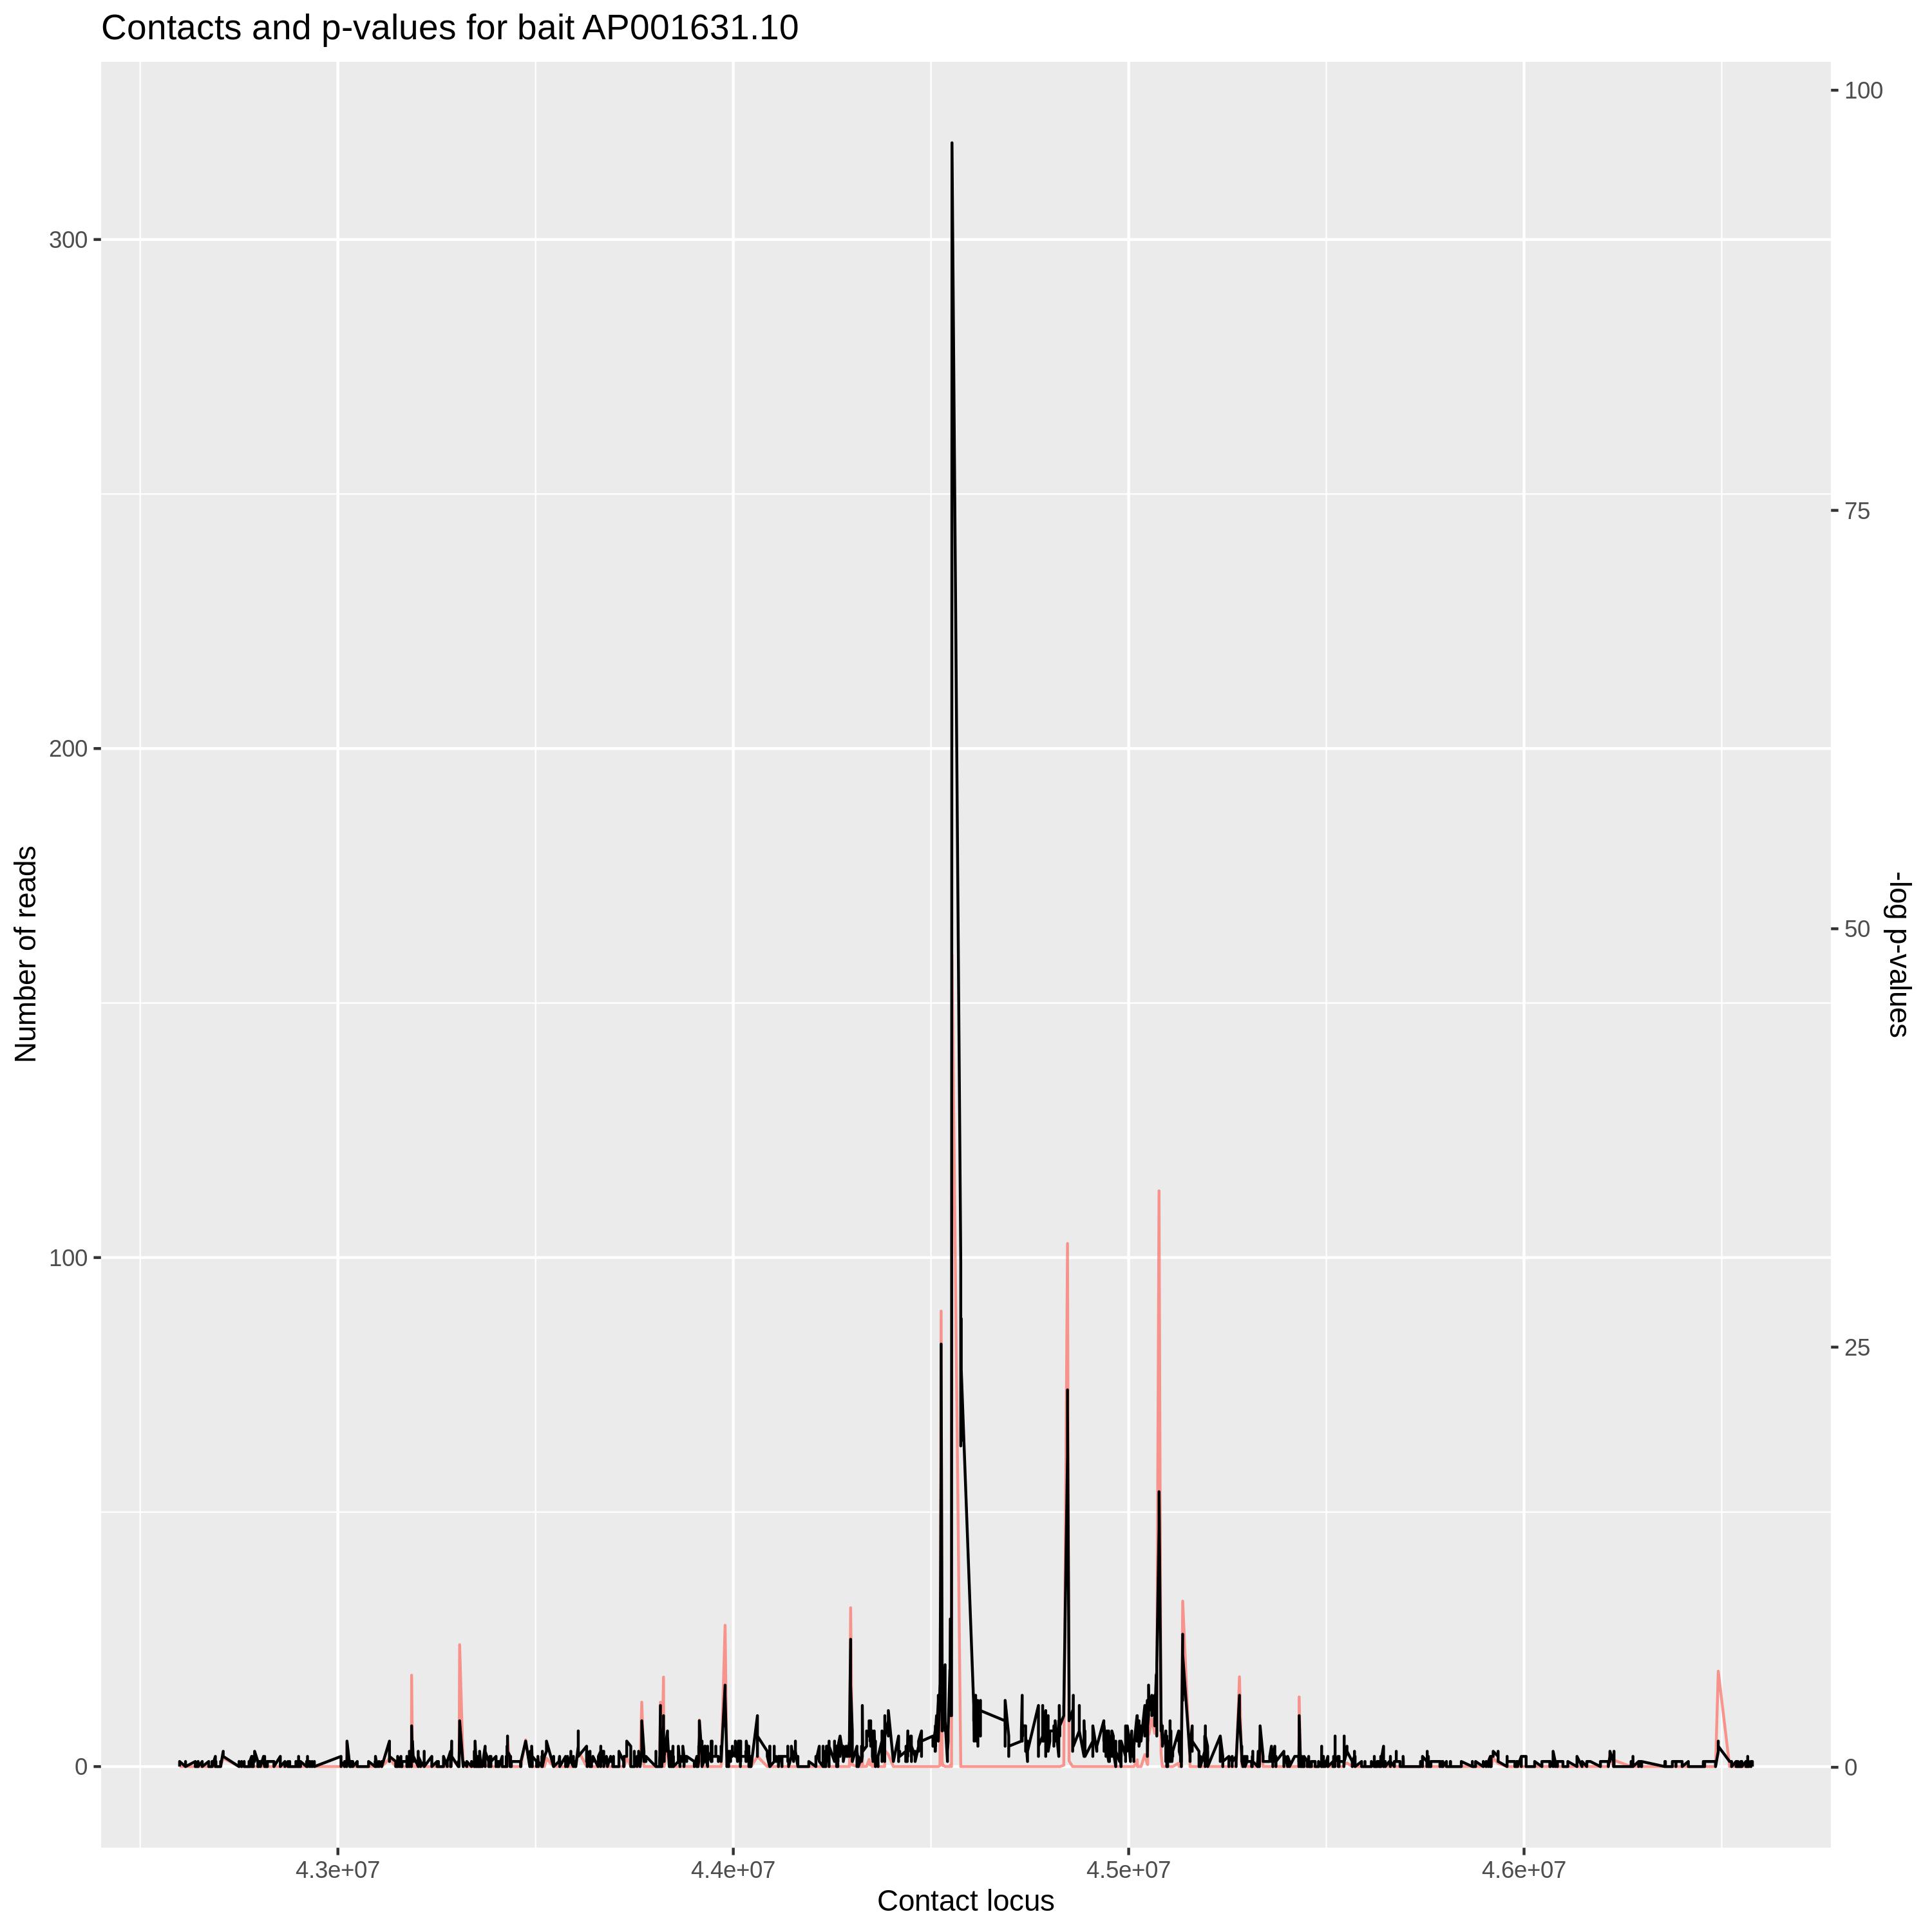 Contacts and p-values for bait AP001631.10
Number of reads
300
200
100
0
100
75
50
25
0
-log p-values
4.3e+07
4.4e+07
4.5e+07
4.6e+07
Contact locus